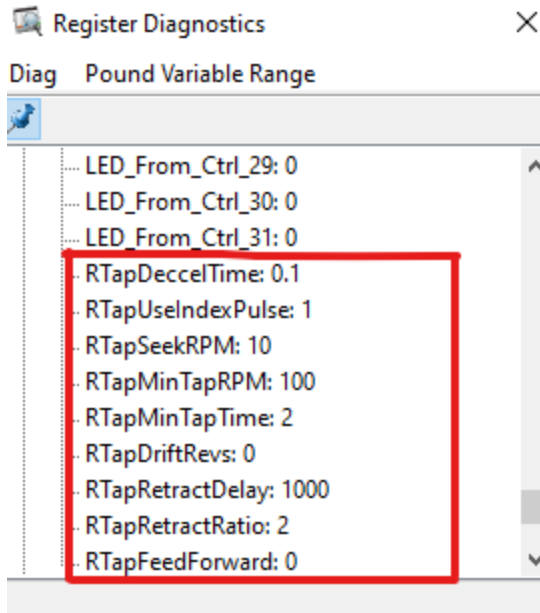 Register Diagnostics
Diag Pound Variable Range
LED_From_Ctrl_29: 0
LED_From_Ctrl_30: 0
LED_From_Ctrl_31: 0
RTapDeccelTime: 0.1
RTapUseIndexPulse: 1
RTapSeekRPM: 10
RTapMinTapRPM: 100
RTapMinTapTime: 2
RTapDriftRevs: 0
RTapRetractDelay: 1000
RTapRetractRatio: 2
RTapFeedForward: 0